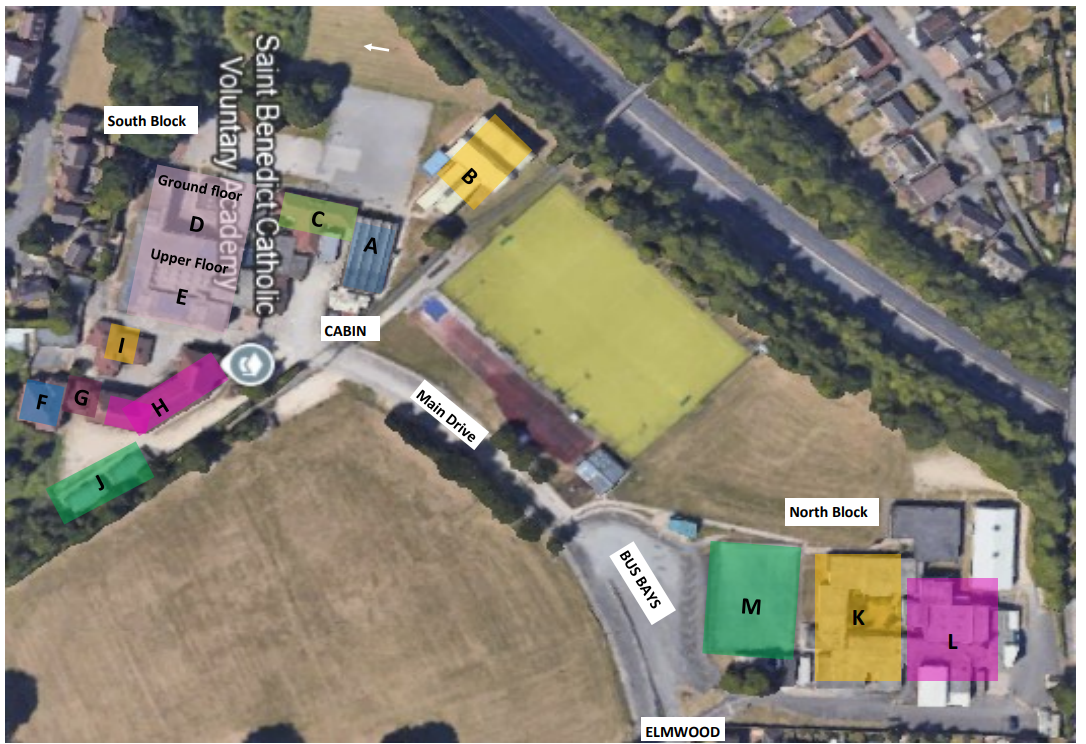 South Block
Saint Benedict Catholic
Voluntary Academy
B
Ground floor
D
C
A
Upper Floor
E
CABIN
I
F
G
H
Main Drive
J
North Block
BUS BAYS
M
K
L
ELMWOOD